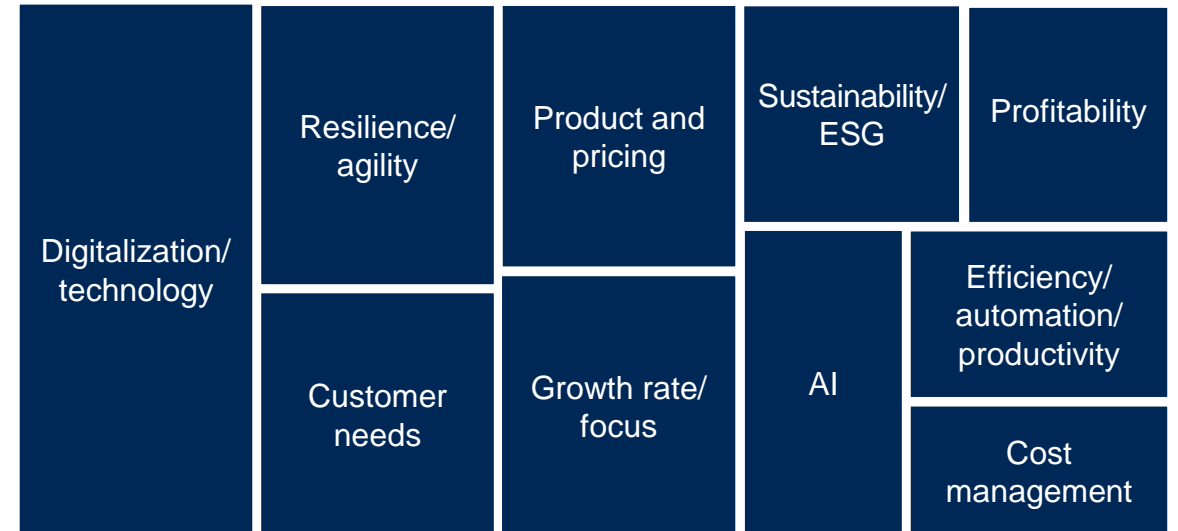 Digitalization/
technology
Resilience/
agility
Customer
needs
Product and
pricing
Growth rate/
focus
Sustainability/
ESG
Profitability
AI
Efficiency/
automation/
productivity
Cost
management